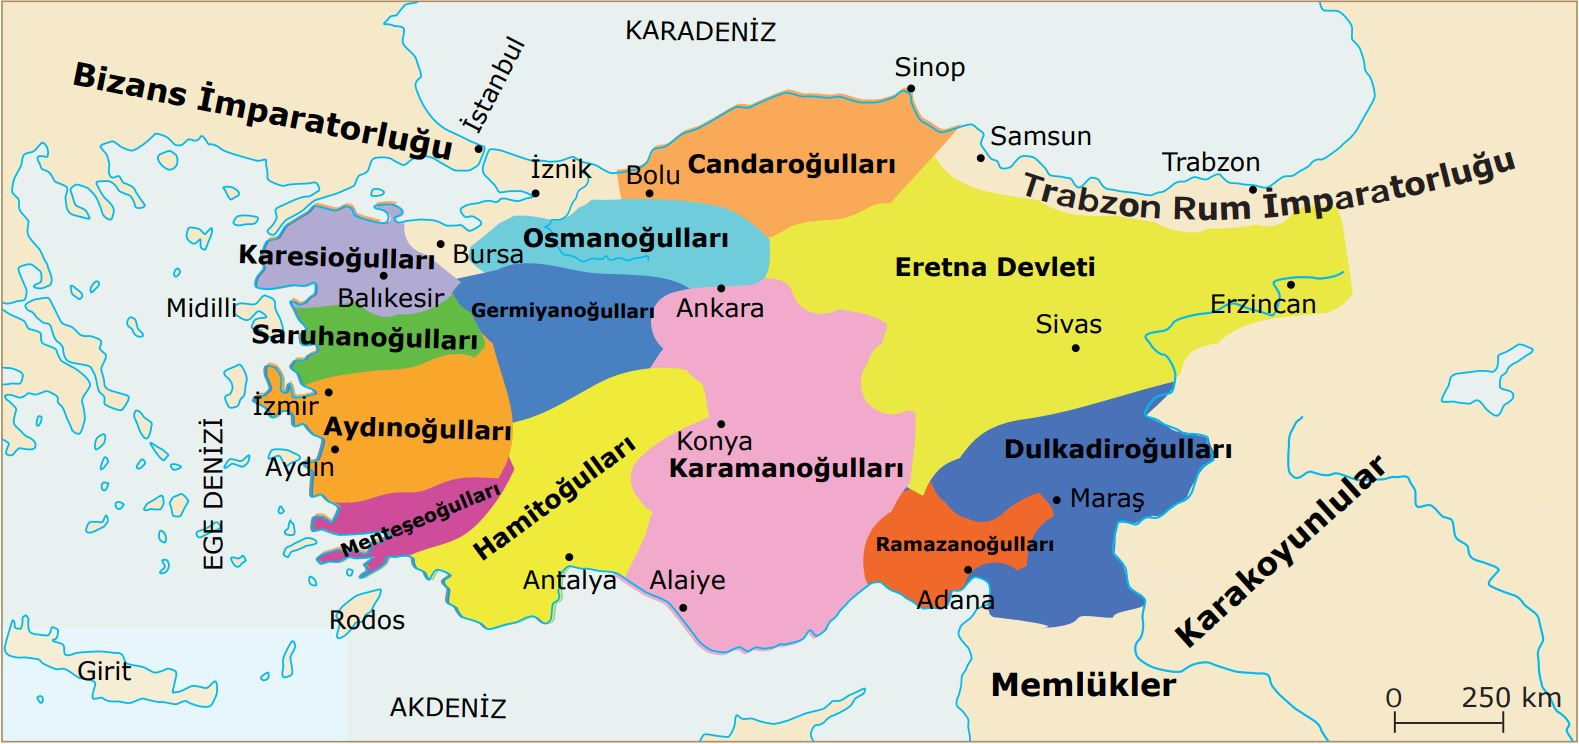 KARADENİZ
Sinop
İstanbul
Bizans İmparatorluğu
Samsun
Trabzon
Trabzon Rum İmparatorluğu
İznik
Bolu
Candaroğulları
Osmanoğulları
Bursa
Karesioğulları
Balıkesir
Midilli
Germiyanoğulları
Ankara
Eretna Devleti
Erzincan
Sivas
Saruhanoğulları
İzmir
Aydınoğulları
Aydın
EGE DENİZİ
Menteşeoğulları
Hamitoğulları
Konya
Karamanoğulları
Dulkadiroğulları
Maraş
Ramazanoğulları
Adana
Antalya
Alaiye
Rodos
Girit
AKDENİZ
Karakoyunlular
Memlükler
0 250 km